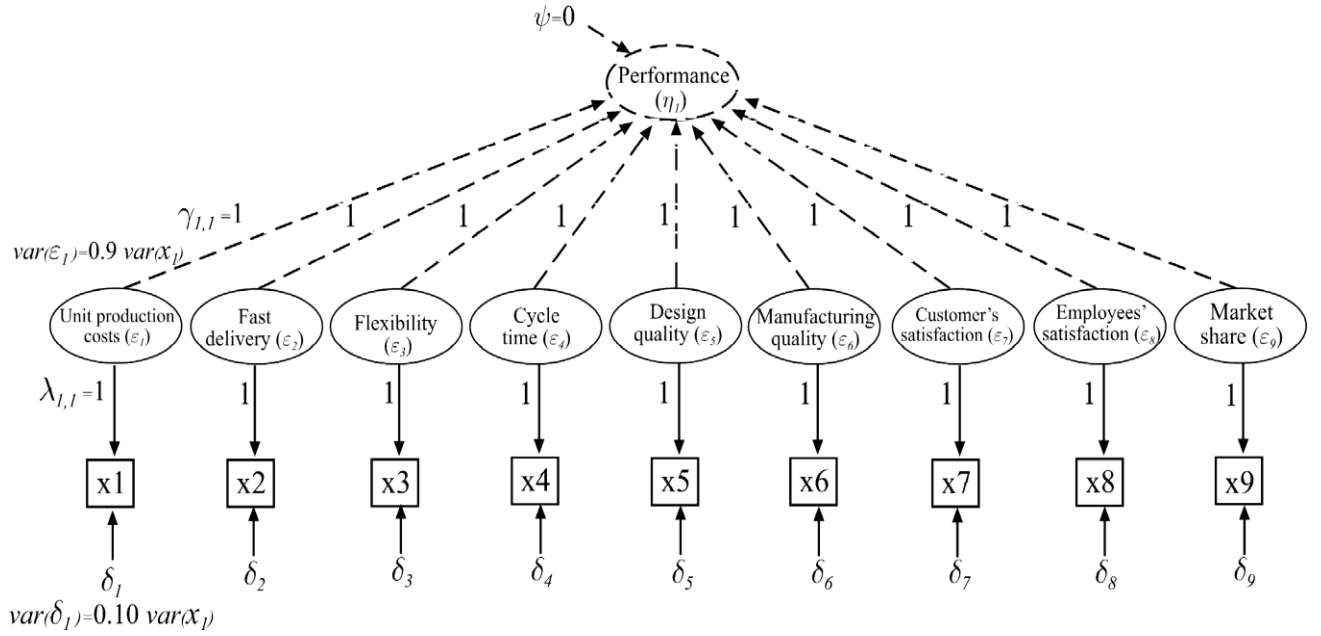 ψ=0
Performance
(η1)
γ1,1 =1
1
1
1
1
1
1
1
1
var(ε1)=0.9 var(x1)
Unit production
costs (ε1)
Fast
delivery (ε2)
Flexibility
(ε3)
Cycle
time (ε4)
Design
quality (ε5)
Manufacturing
quality (ε6)
Customer's
satisfaction (ε7)
Employees'
satisfaction (ε8)
Market
share (ε9)
λ1,1 =1
1
1
1
1
1
1
1
1
x1
x2
x3
x4
x5
x6
x7
x8
x9
δ1
δ2
δ3
δ4
δ5
δ6
δ7
δ8
δ9
var(δ1)=0.10 var(x1)